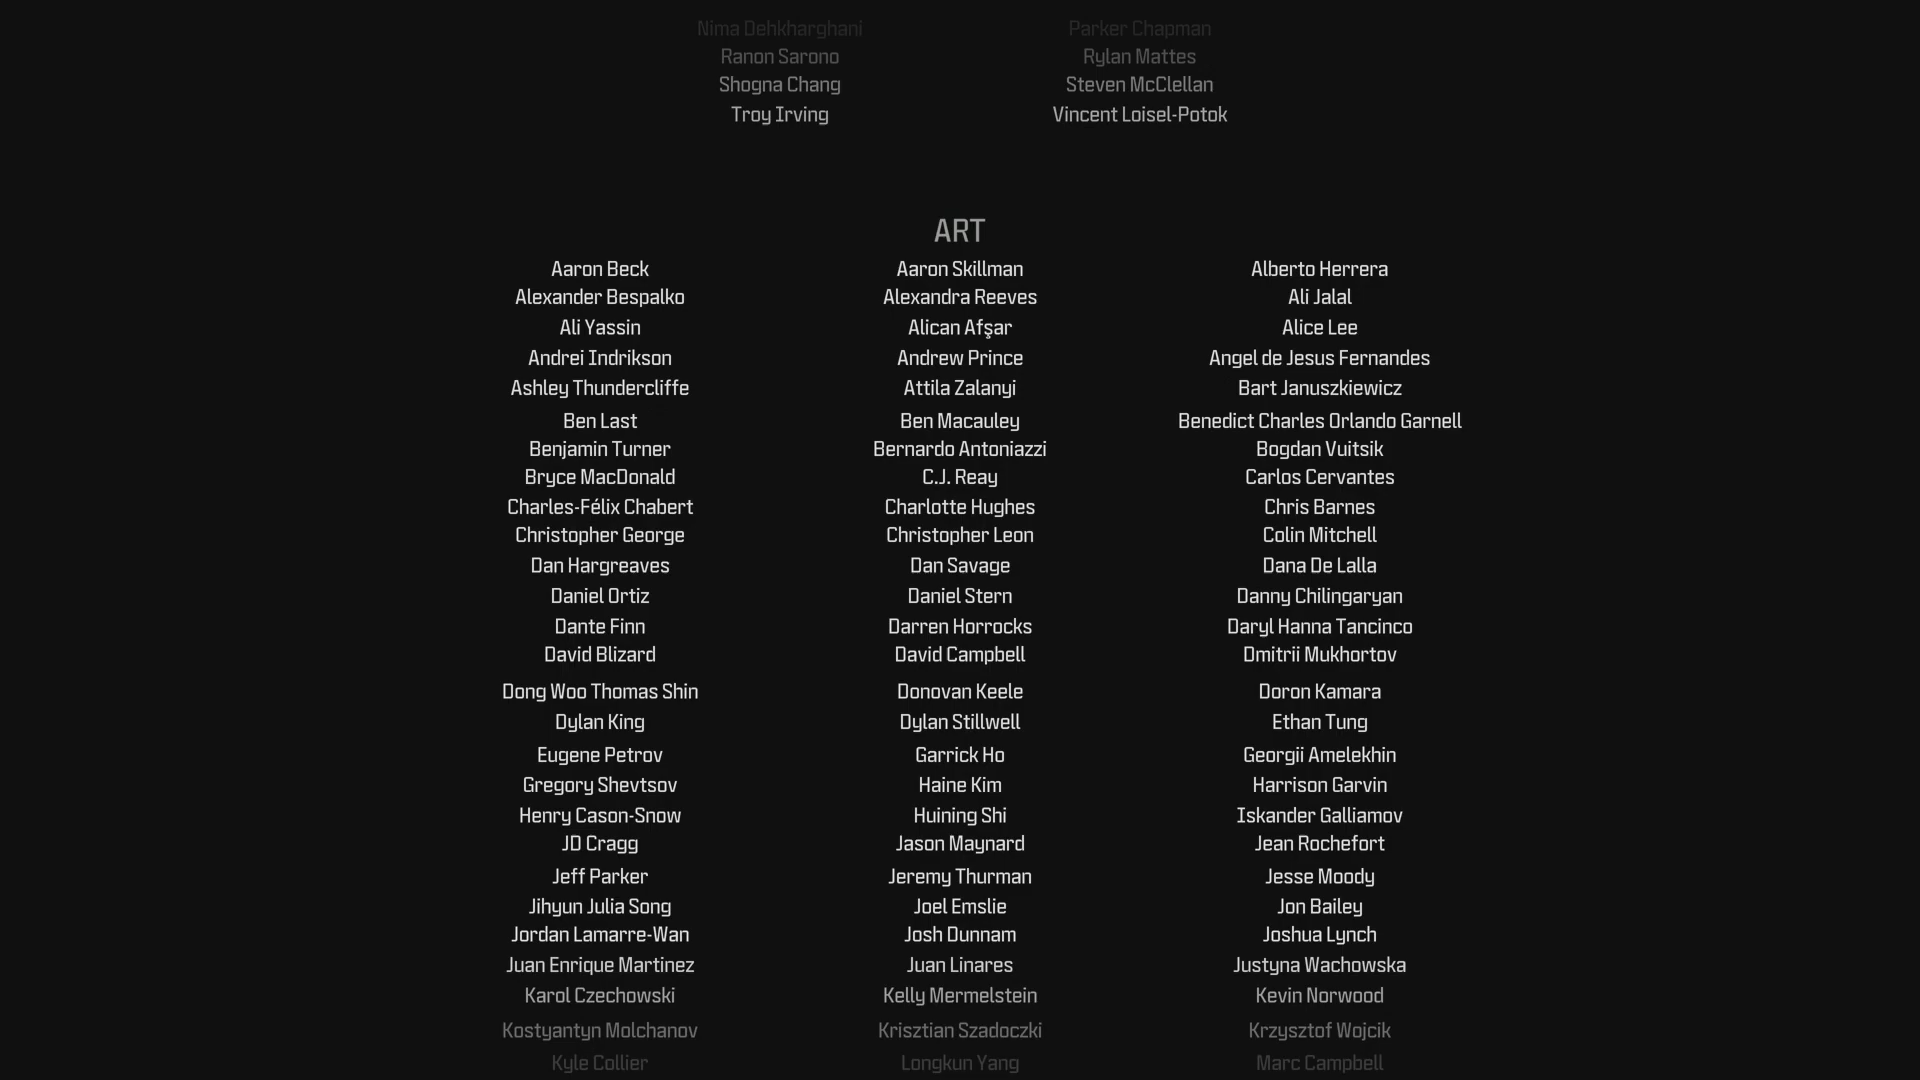 Nima Dehkharghani Parker Chapman
Ranon Sarono Rylan Mattes
Shogna Chang Steven McClellan
Troy Irving Vincent Loisel-Potok
ART
Aaron Beck Aaron Skillman Alberto Herrera
Alexander Bespalko Alexandra Reeves Ali Jalal
Ali Yassin Alican Afşar Alice Lee
Andrei Indrikson Andrew Prince Angel de Jesus Fernandes
Ashley Thundercliffe Attila Zalanyi Bart Januszkiewicz
Ben Last Ben Macauley Benedict Charles Orlando Garnell
Benjamin Turner Bernardo Antoniazzi Bogdan Vuitsik
Bryce MacDonald C.J. Reay Carlos Cervantes
Charles-Félix Chabert Charlotte Hughes Chris Barnes
Christopher George Christopher Leon Colin Mitchell
Dan Hargreaves Dan Savage Dana De Lalla
Daniel Ortiz Daniel Stern Danny Chilingaryan
Dante Finn Darren Horrocks Daryl Hanna Tancinco
David Blizard David Campbell Dmitrii Mukhortov
Dong Woo Thomas Shin Donovan Keele Doron Kamara
Dylan King Dylan Stillwell Ethan Tung
Eugene Petrov Garrick Ho Georgii Amelekhin
Gregory Shevtsov Haine Kim Harrison Garvin
Henry Cason-Snow Huining Shi Iskander Galliamov
JD Cragg Jason Maynard Jean Rochefort
Jeff Parker Jeremy Thurman Jesse Moody
Jihyun Julia Song Joel Emslie Jon Bailey
Jordan Lamarre-Wan Josh Dunnam Joshua Lynch
Juan Enrique Martinez Juan Linares Justyna Wachowska
Karol Czechowski Kelly Mermelstein Kevin Norwood
Kostyantyn Molchanov Krisztian Szadoczki Krzysztof Wojcik
Kyle Collier Longkun Yang Marc Campbell